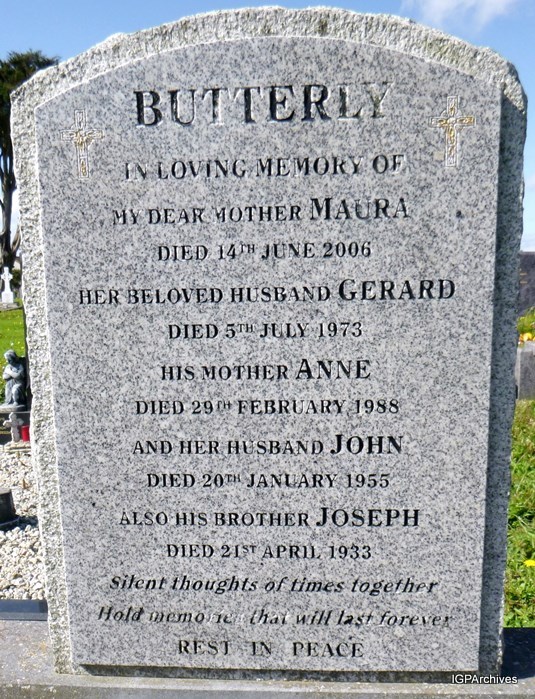 BUTTERLY
IN LOVING MEMORY OF
MY DEAR MOTHER MAURA
DIED 14TH JUNE 2006
HER BELOVED HUSBAND GERARD
DIED 5TH JULY 1973
HIS MOTHER ANNE
DIED 29TH FEBRUARY 1988
AND HER HUSBAND JOHN
DIED 20TH JANUARY 1955
ALSO HIS BROTHER JOSEPH
DIED 21ST APRIL 1933
Silent thoughts of times together
Hold memories that will last forever
REST IN PEACE
IGPArchives